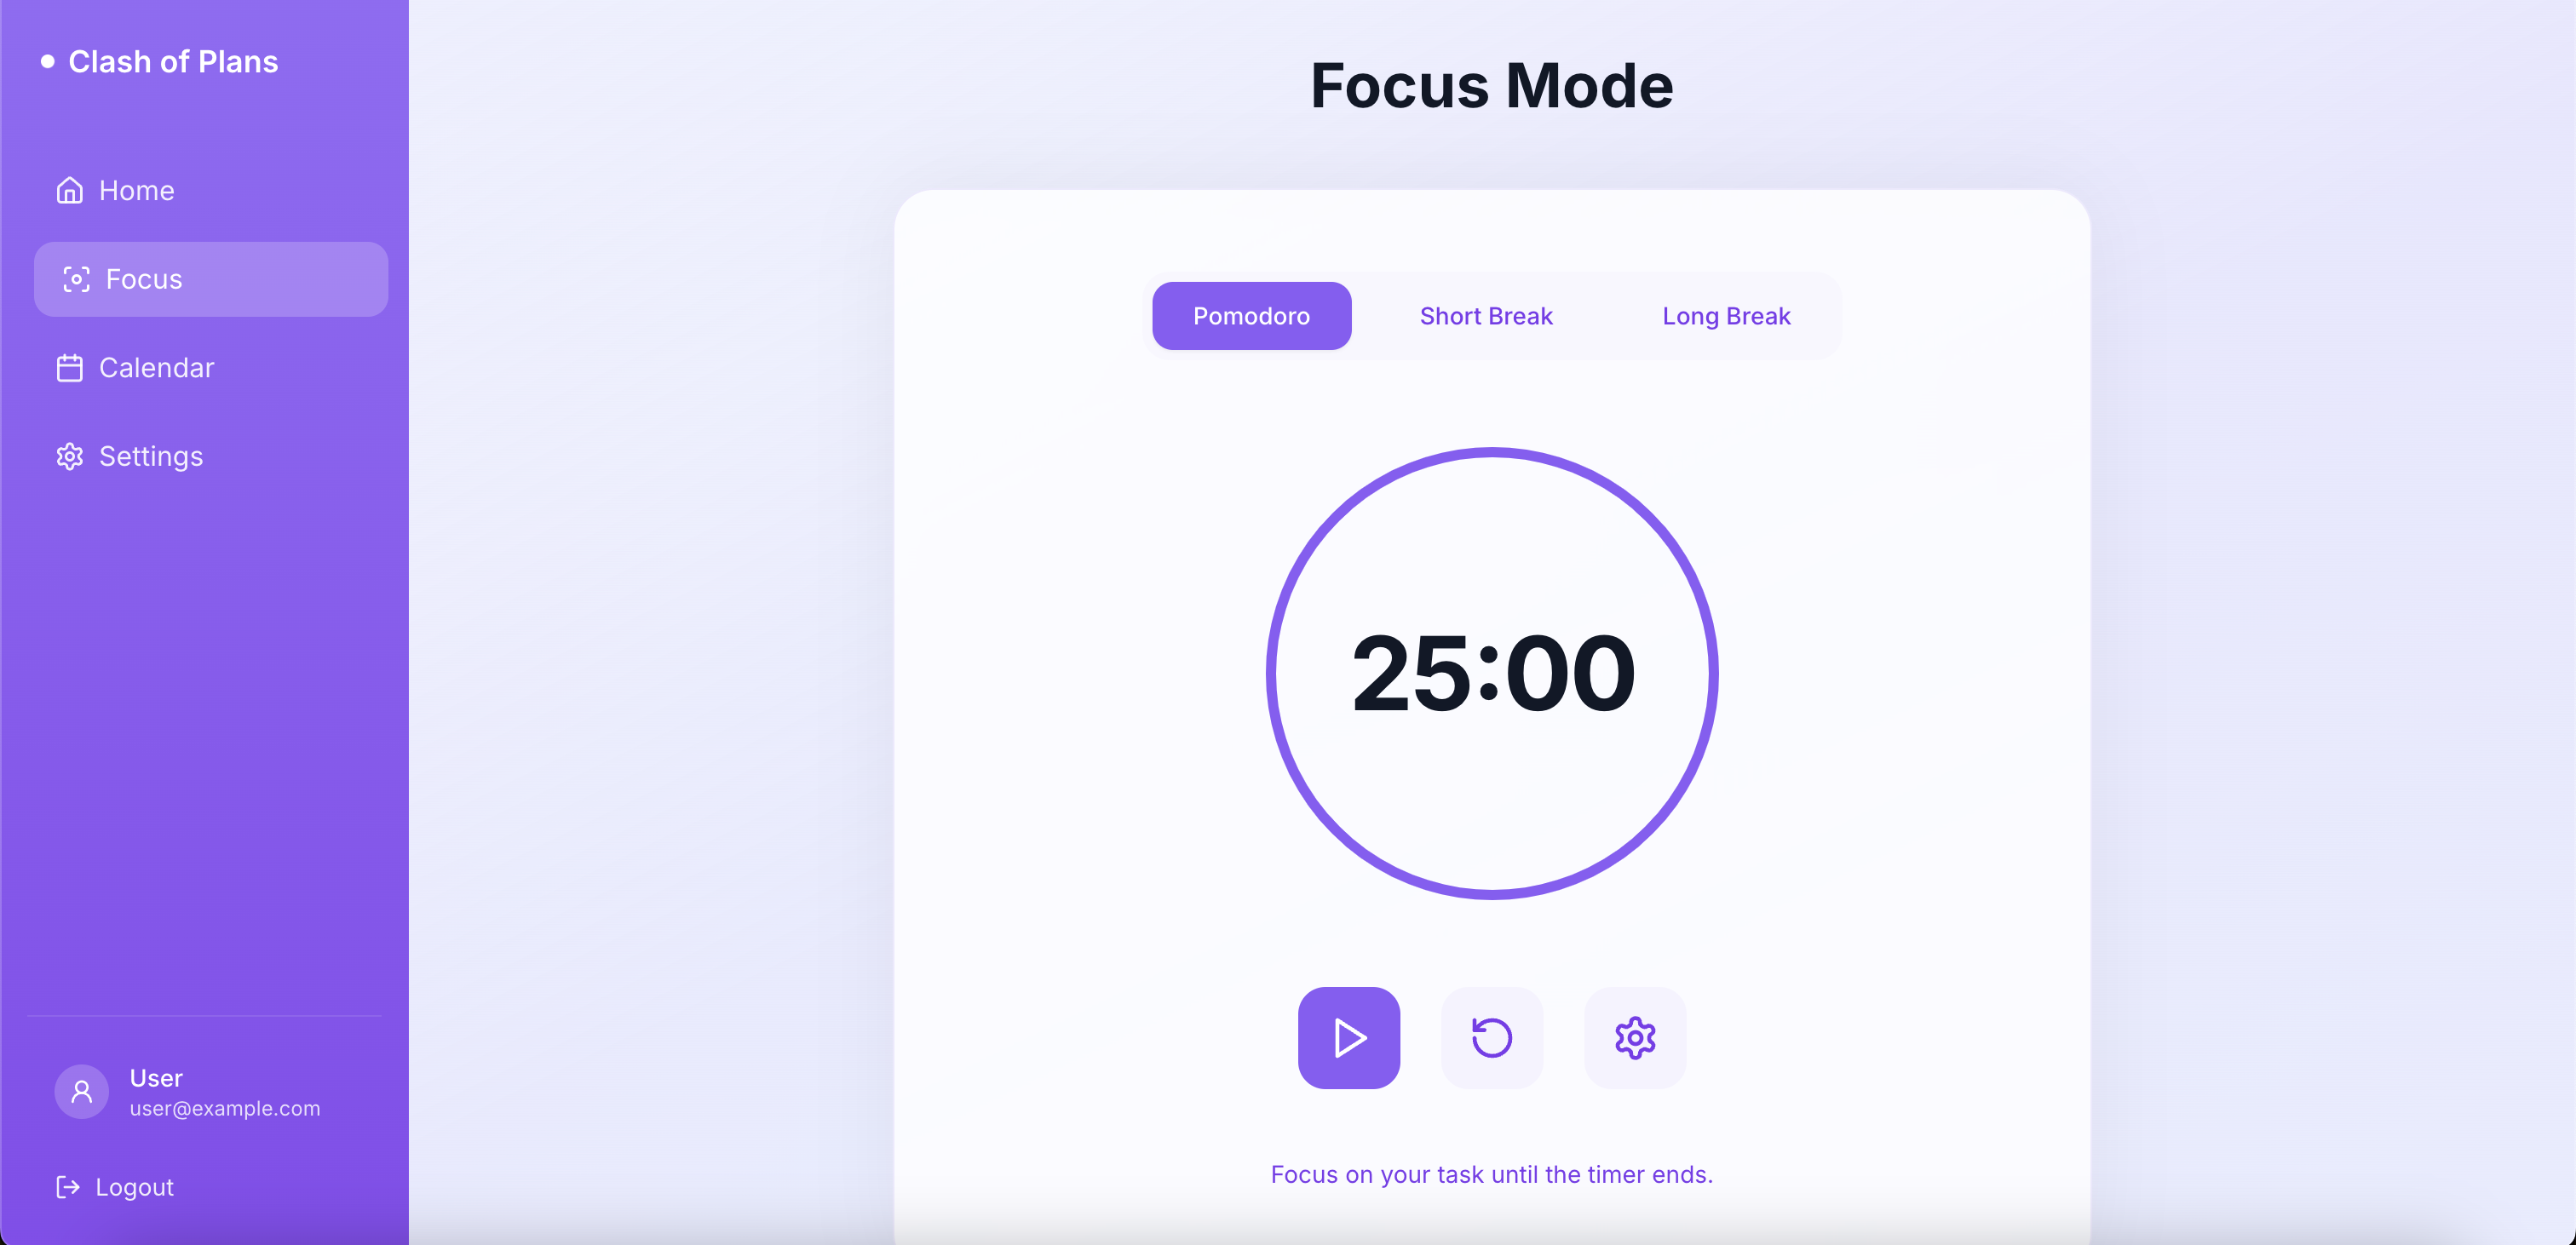 Clash of Plans
Home
Focus
Calendar
Settings
User
user@example.com
Logout
Focus Mode
Pomodoro Short Break Long Break
25:00
Focus on your task until the timer ends.